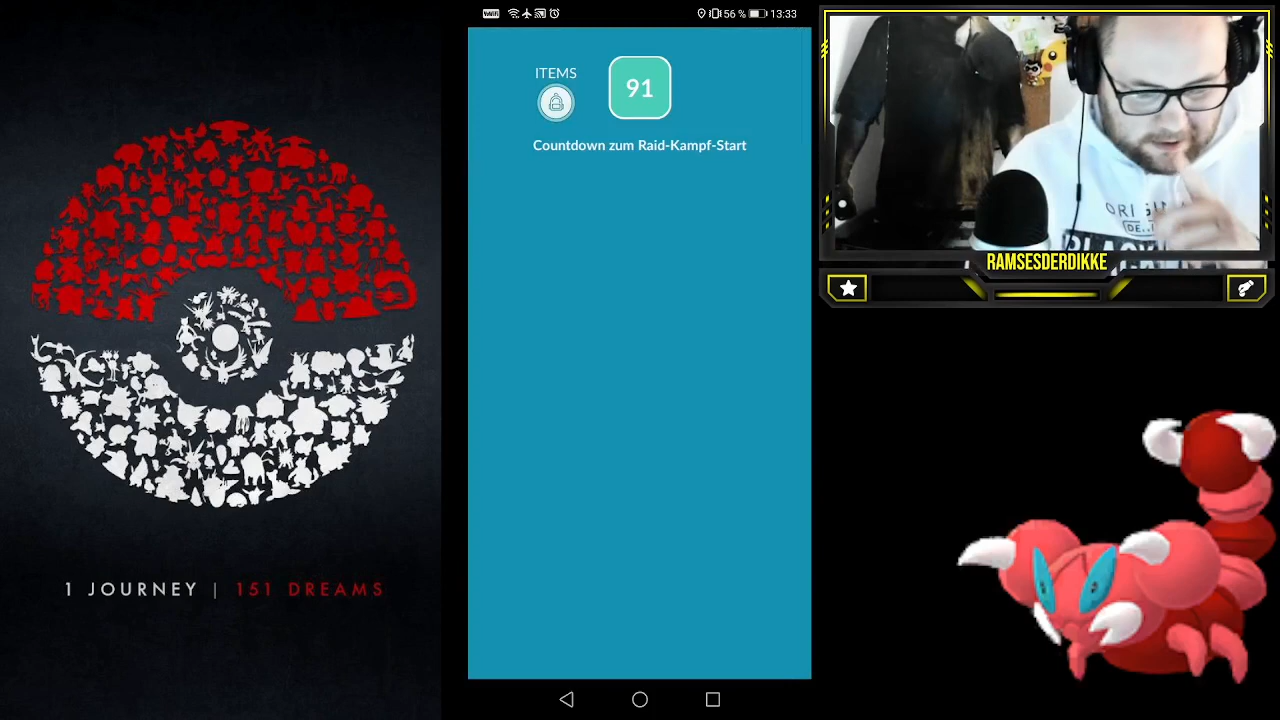 56 % 13:33
ITEMS
91
Countdown zum Raid-Kampf-Start
1 JOURNEY | 151 DREAMS
RAMSESDERDIKKE